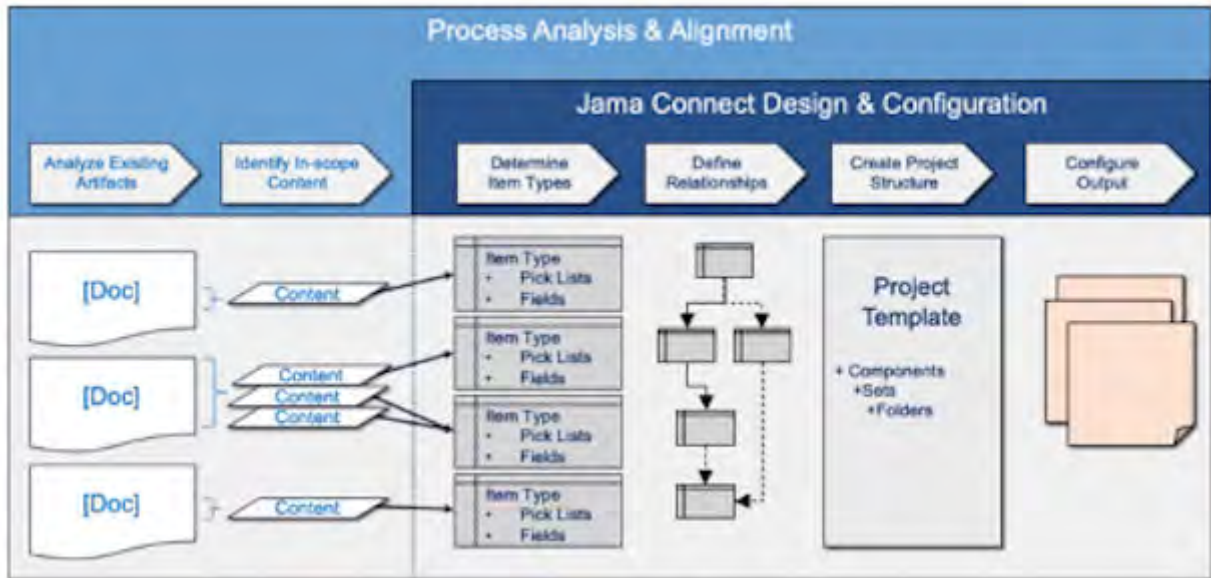 Process Analysis & Alignment
Jama Connect Design & Configuration
Analyze Existing
Artifacts
Identify In-scope
Content
Determine
Item Types
Define
Relationships
Create Project
Structure
Configure
Output
[Doc]
Content
Item Type
+ Pick Lists
+ Fields
[Doc]
Content
Content
Content
Item Type
+ Pick Lists
+ Fields
Item Type
+ Pick Lists
+ Fields
[Doc]
Content
Item Type
+ Pick Lists
+ Fields
Project
Template
+ Components
+Sets
+Folders